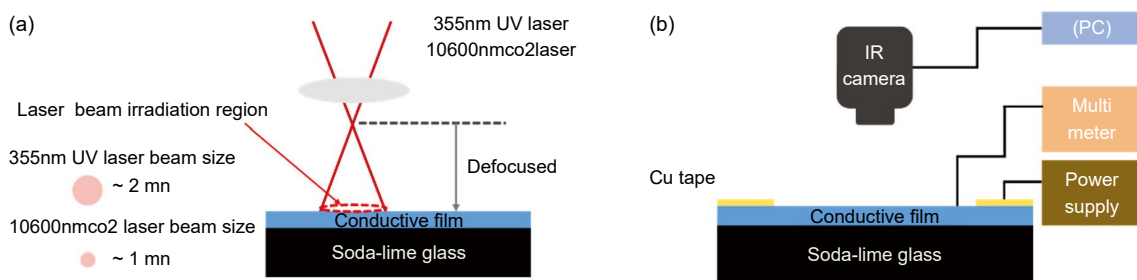 (a)
355nm UV laser
10600nmco2laser
Laser beam irradiation region
355nm UV laser beam size
~ 2 mn
Defocused
10600nmco2 laser beam size
~ 1 mn
Conductive film
Soda-lime glass
(b)
(PC)
IR
camera
Multi
meter
Cu tape
Power
supply
Conductive film
Soda-lime glass